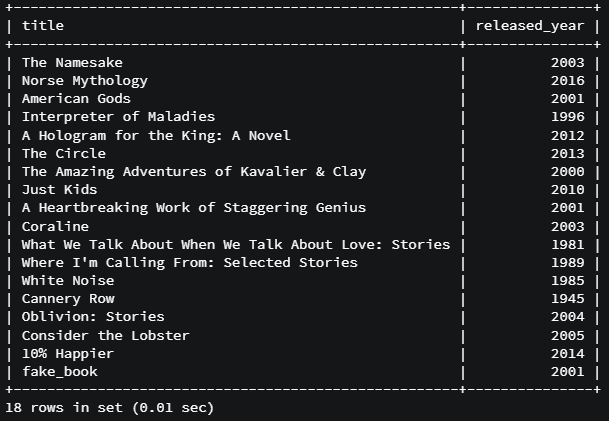 +----------------------------------------------------+---------------+
| title                                              | released_year |
+----------------------------------------------------+---------------+
| The Namesake                                       |          2003 |
| Norse Mythology                                    |          2016 |
| American Gods                                      |          2001 |
| Interpreter of Maladies                            |          1996 |
| A Hologram for the King: A Novel                   |          2012 |
| The Circle                                         |          2013 |
| The Amazing Adventures of Kavalier & Clay          |          2000 |
| Just Kids                                          |          2010 |
| A Heartbreaking Work of Staggering Genius          |          2001 |
| Coraline                                           |          2003 |
| What We Talk About When We Talk About Love: Stories |          1981 |
| Where I'm Calling From: Selected Stories           |          1989 |
| White Noise                                        |          1985 |
| Cannery Row                                        |          1945 |
| Oblivion: Stories                                  |          2004 |
| Consider the Lobster                               |          2005 |
| 10% Happier                                        |          2014 |
| fake_book                                          |          2001 |
+----------------------------------------------------+---------------+
18 rows in set (0.01 sec)